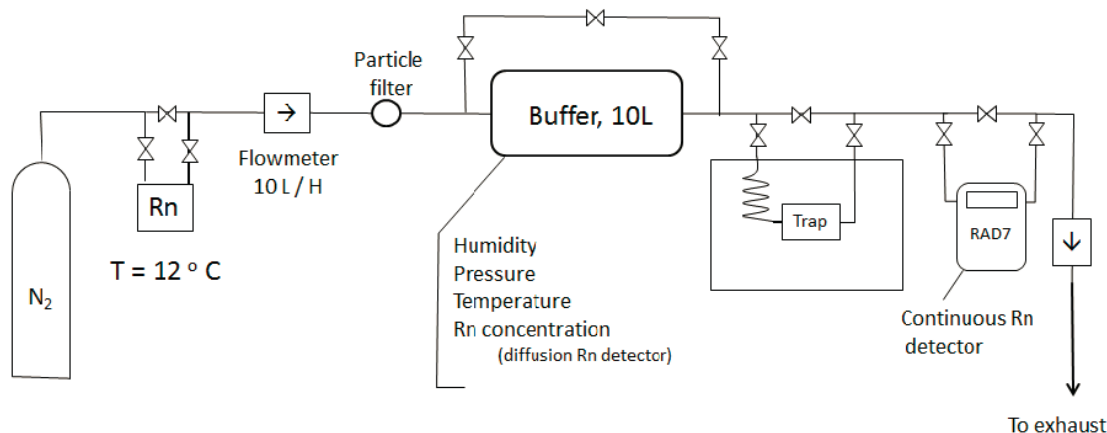 N2
Rn
T = 12 ° C
→
Flowmeter
10 L / H
Particle
filter
Buffer, 10L
Humidity
Pressure
Temperature
Rn concentration
(diffusion Rn detector)
Trap
RAD7
Continuous Rn
detector
↓
To exhaust